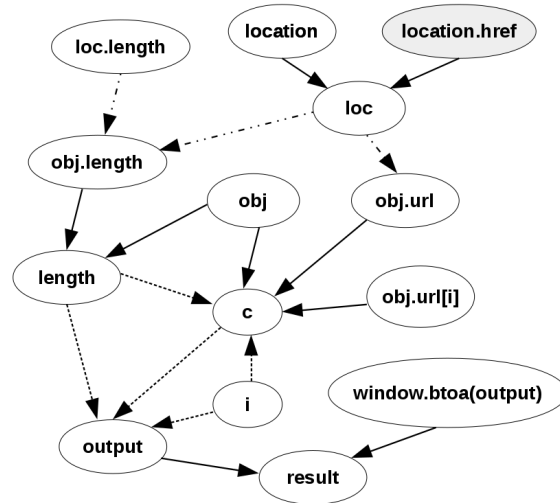 location
location.href
loc.length
loc
obj.length
obj
obj.url
length
obj.url[i]
c
window.btoa(output)
i
output
result